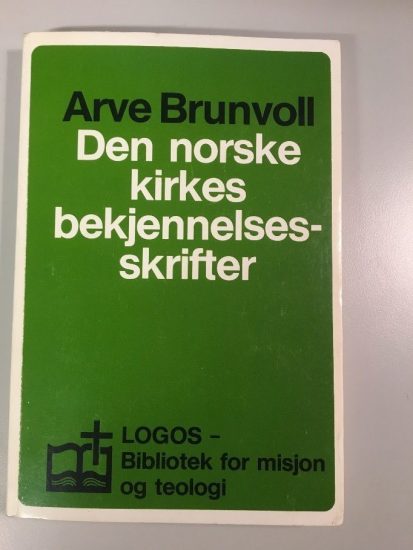 Arve Brunvoll
Den norske
kirkes
bekjennelses-
skrifter
LOGOS –
Bibliotek for misjon
og teologi